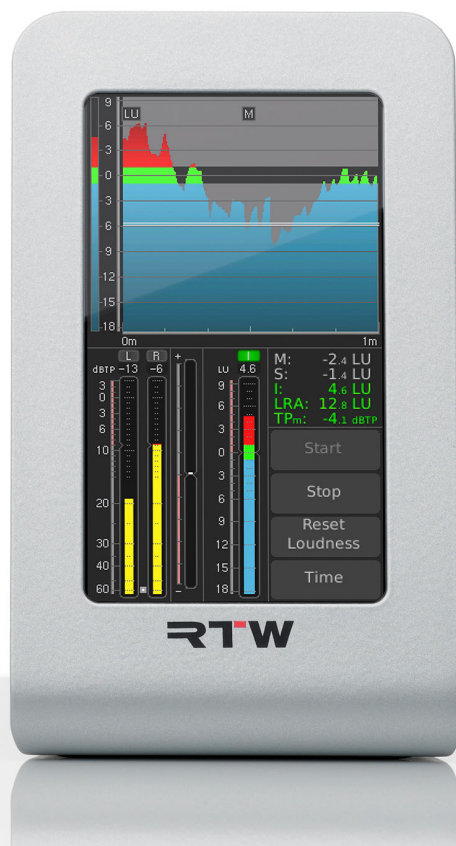 LU M
9
6
3
0
3
6
9
12
15
18
0m 1m
L R + I
dBTP -13 -6 LU 4.6
3
0
3
6
10
20
30
40
60
-
9
6
3
0
3
6
9
12
15
18
M: -2.4 LU
S: -1.4 LU
I: 4.6 LU
LRA: 12.8 LU
TPm: -4.1 dBTP
Start
Stop
Reset
Loudness
Time
RTW